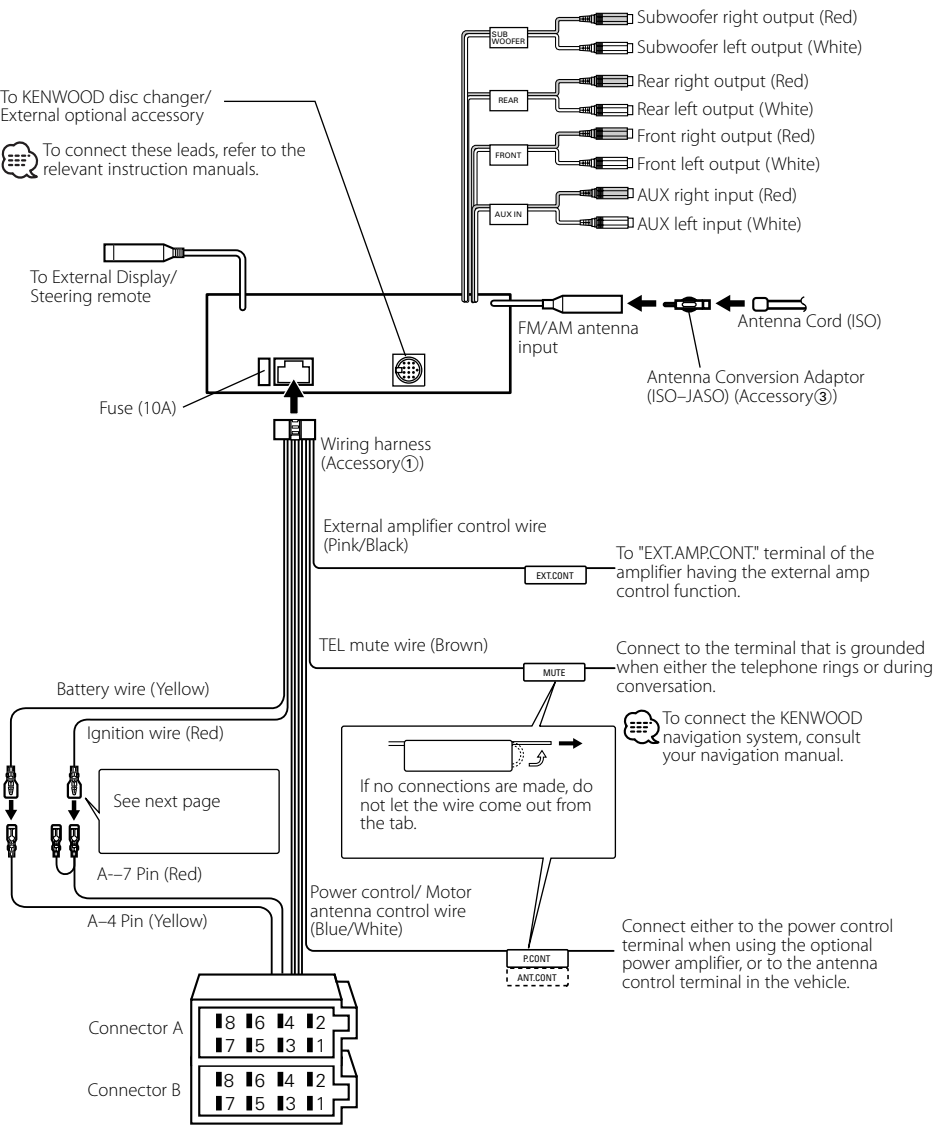 SUB
WOOFER
Subwoofer right output (Red)
Subwoofer left output (White)
REAR
Rear right output (Red)
Rear left output (White)
FRONT
Front right output (Red)
Front left output (White)
AUX IN
AUX right input (Red)
AUX left input (White)
To KENWOOD disc changer/
External optional accessory
To connect these leads, refer to the
relevant instruction manuals.
To External Display/
Steering remote
FM/AM antenna
input
Antenna Cord (ISO)
Antenna Conversion Adaptor
(ISO–JASO) (Accessory③)
Fuse (10A)
Wiring harness
(Accessory①)
External amplifier control wire
(Pink/Black)
EXT.CONT
To "EXT.AMP.CONT." terminal of the
amplifier having the external amp
control function.
TEL mute wire (Brown)
MUTE
Connect to the terminal that is grounded
when either the telephone rings or during
conversation.
To connect the KENWOOD
navigation system, consult
your navigation manual.
Battery wire (Yellow)
Ignition wire (Red)
See next page
If no connections are made, do
not let the wire come out from
the tab.
A-–7 Pin (Red)
A–4 Pin (Yellow)
Power control/ Motor
antenna control wire
(Blue/White)
P.CONT
ANT.CONT
Connect either to the power control
terminal when using the optional
power amplifier, or to the antenna
control terminal in the vehicle.
Connector A
8 6 4 2
7 5 3 1
Connector B
8 6 4 2
7 5 3 1